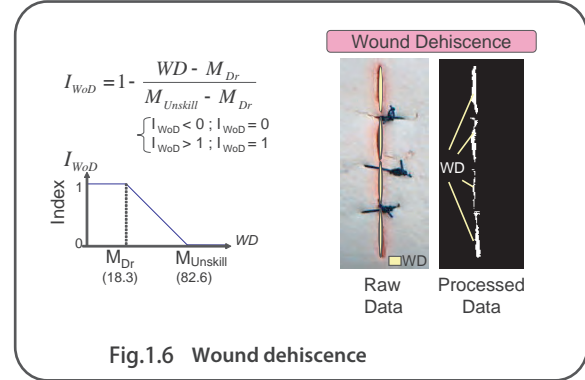 Wound Dehiscence
I_WoD = 1 - (WD - M_Dr) / (M_Unskill - M_Dr)
{ I_WoD < 0 ; I_WoD = 0
I_WoD > 1 ; I_WoD = 1
I_WoD
Index
1
0
WD
M_Dr
(18.3)
M_Unskill
(82.6)
WD
WD
Raw Data
Processed Data
Fig.1.6 Wound dehiscence